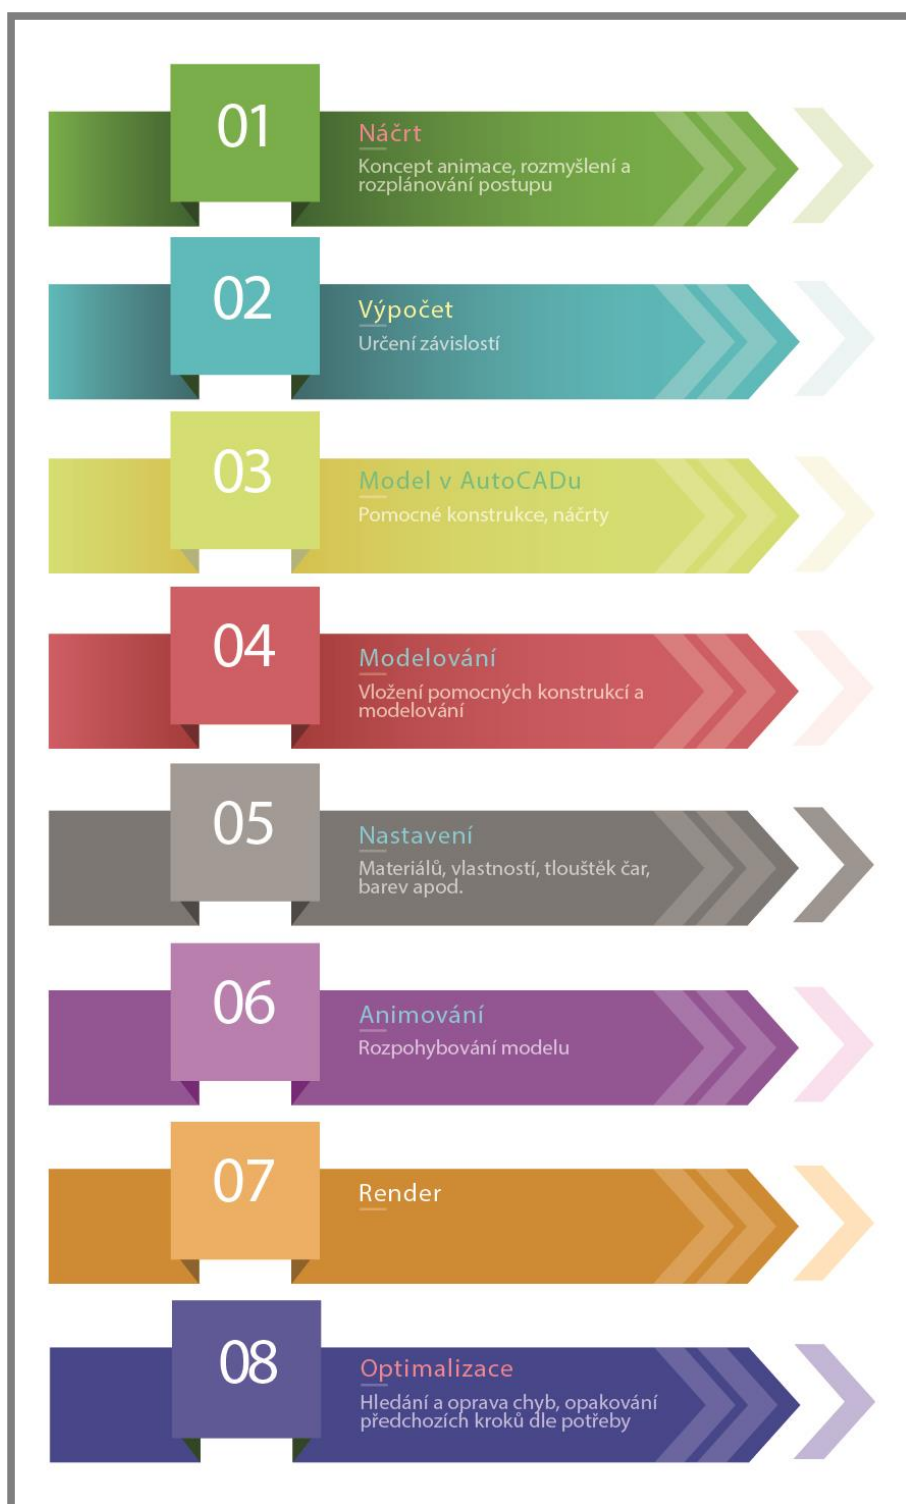 01
Náčrt
Koncept animace, rozmyšlení a
rozplánování postupu
02
Výpočet
Určení závislostí
03
Model v AutoCADu
Pomocné konstrukce, náčrty
04
Modelování
Vložení pomocných konstrukcí a
modelování
05
Nastavení
Materiálů, vlastností, tlouštěk čar,
barev apod.
06
Animování
Rozpohybování modelu
07
Render
08
Optimalizace
Hledání a oprava chyb, opakování
předchozích kroků dle potřeby